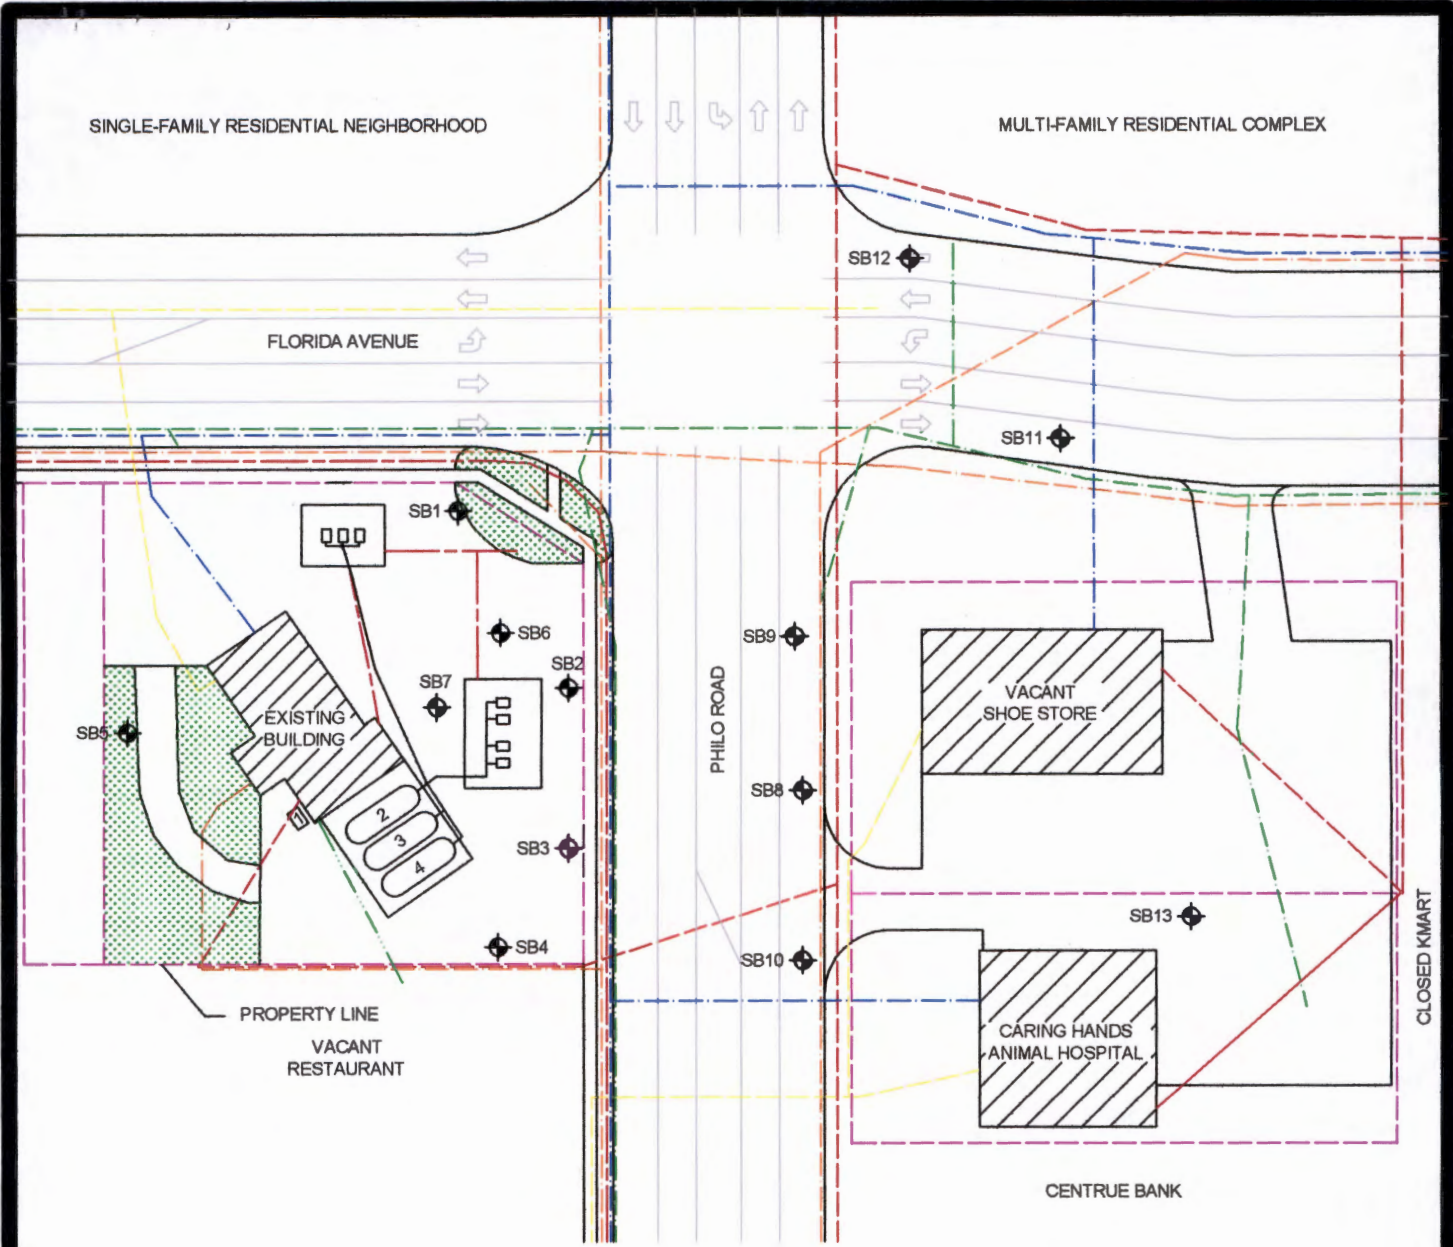 SINGLE-FAMILY RESIDENTIAL NEIGHBORHOOD
MULTI-FAMILY RESIDENTIAL COMPLEX
SB12
FLORIDA AVENUE
SB11
SB1
SB6
SB9
SB2
SB7
PHILO ROAD
VACANT
SHOE STORE
EXISTING
BUILDING
SB5
SB8
2
1
3
SB3
4
SB13
CLOSED KMART
SB4
SB10
PROPERTY LINE
VACANT
RESTAURANT
CARING HANDS
ANIMAL HOSPITAL
CENTRUE BANK